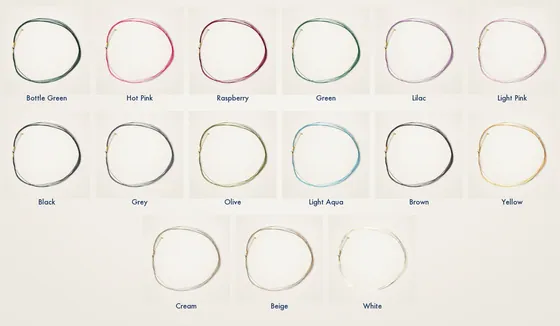 Bottle Green
Hot Pink
Raspberry
Green
Lilac
Light Pink
Black
Grey
Olive
Light Aqua
Brown
Yellow
Cream
Beige
White